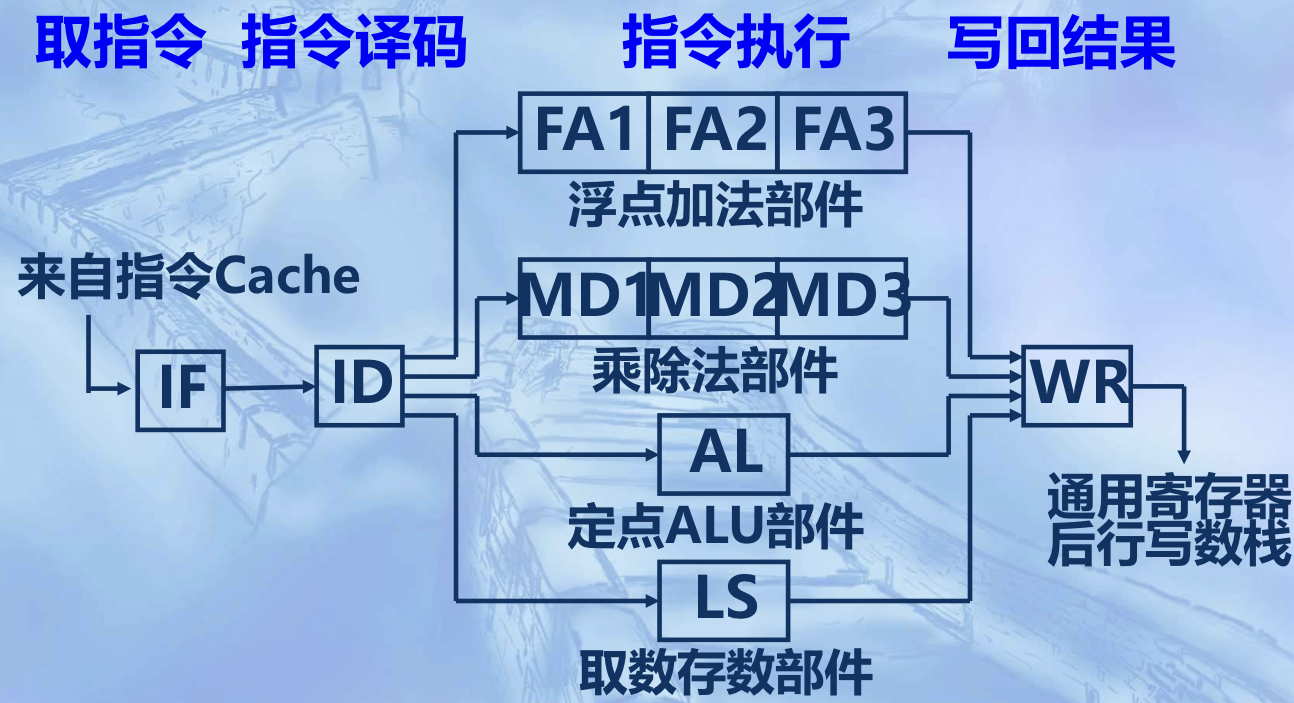 取指令 指令译码 指令执行 写回结果
FA1 FA2 FA3
浮点加法部件
来自指令Cache
MD1 MD2 MD3
乘除法部件
IF
ID
WR
AL
定点ALU部件
通用寄存器
后行写数栈
LS
取数存数部件